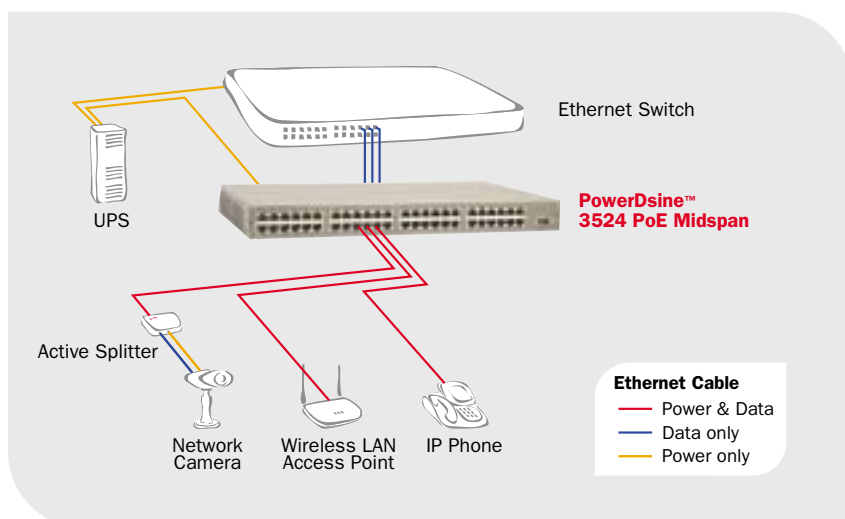 Ethernet Switch
PowerDsine™
3524 PoE Midspan
UPS
Active Splitter
Network
Camera
Wireless LAN
Access Point
IP Phone
Ethernet Cable
Power & Data
Data only
Power only